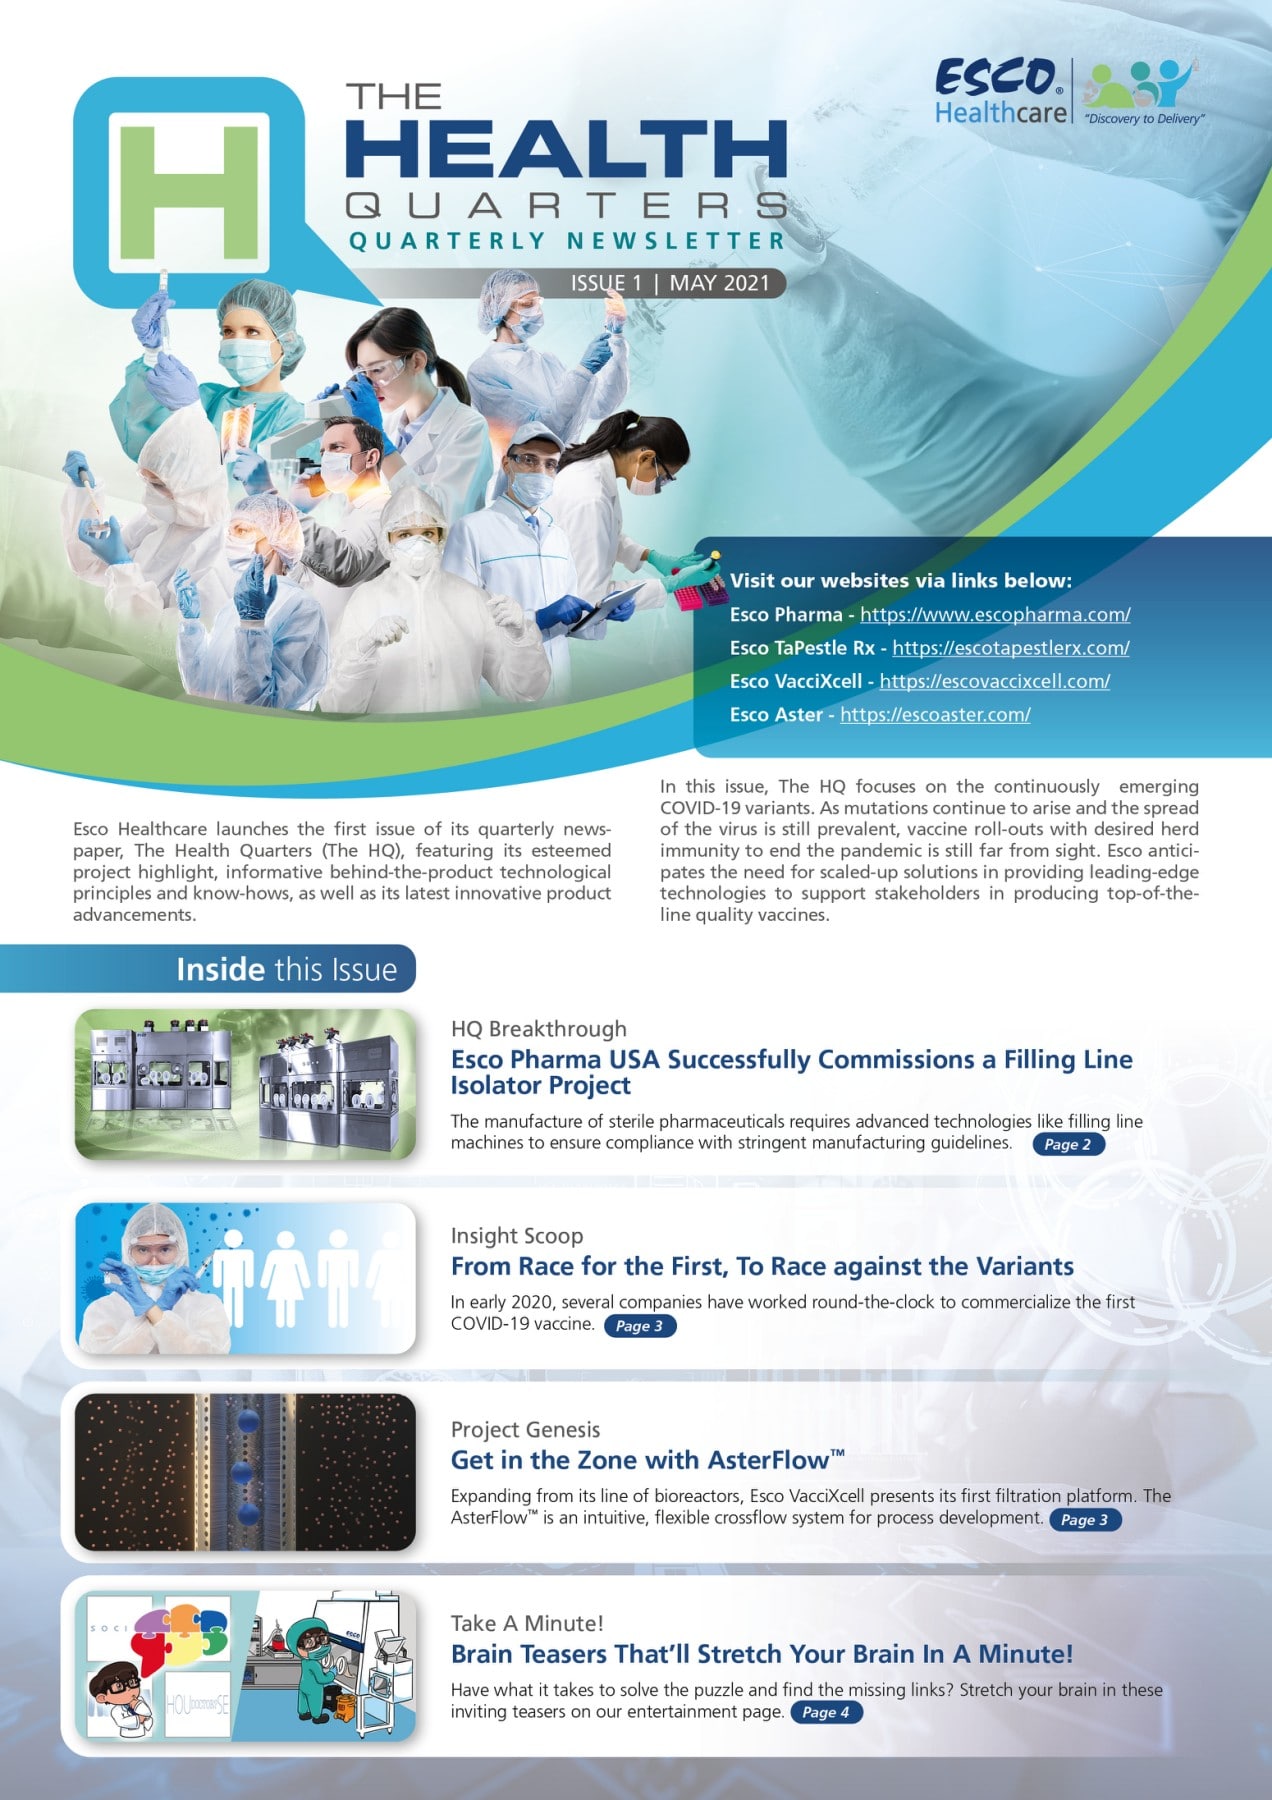 H
THE
HEALTH
QUARTERS
QUARTERLY NEWSLETTER
ISSUE 1 | MAY 2021
ESCO®
Healthcare
"Discovery to Delivery"
Visit our websites via links below:
Esco Pharma - https://www.escopharma.com/
Esco TaPestle Rx - https://escotapestlerx.com/
Esco VacciXcell - https://escovaccixcell.com/
Esco Aster - https://escoaster.com/
Esco Healthcare launches the first issue of its quarterly news-
paper, The Health Quarters (The HQ), featuring its esteemed
project highlight, informative behind-the-product technological
principles and know-hows, as well as its latest innovative product
advancements.
In this issue, The HQ focuses on the continuously emerging
COVID-19 variants. As mutations continue to arise and the spread
of the virus is still prevalent, vaccine roll-outs with desired herd
immunity to end the pandemic is still far from sight. Esco antici-
pates the need for scaled-up solutions in providing leading-edge
technologies to support stakeholders in producing top-of-the-
line quality vaccines.
Inside this Issue
HQ Breakthrough
Esco Pharma USA Successfully Commissions a Filling Line
Isolator Project
The manufacture of sterile pharmaceuticals requires advanced technologies like filling line
machines to ensure compliance with stringent manufacturing guidelines. Page 2
Insight Scoop
From Race for the First, To Race against the Variants
In early 2020, several companies have worked round-the-clock to commercialize the first
COVID-19 vaccine. Page 3
Project Genesis
Get in the Zone with AsterFlow™
Expanding from its line of bioreactors, Esco VacciXcell presents its first filtration platform. The
AsterFlow™ is an intuitive, flexible crossflow system for process development. Page 3
SOCI
HOU DOCTOR SE
esco
Take A Minute!
Brain Teasers That'll Stretch Your Brain In A Minute!
Have what it takes to solve the puzzle and find the missing links? Stretch your brain in these
inviting teasers on our entertainment page. Page 4